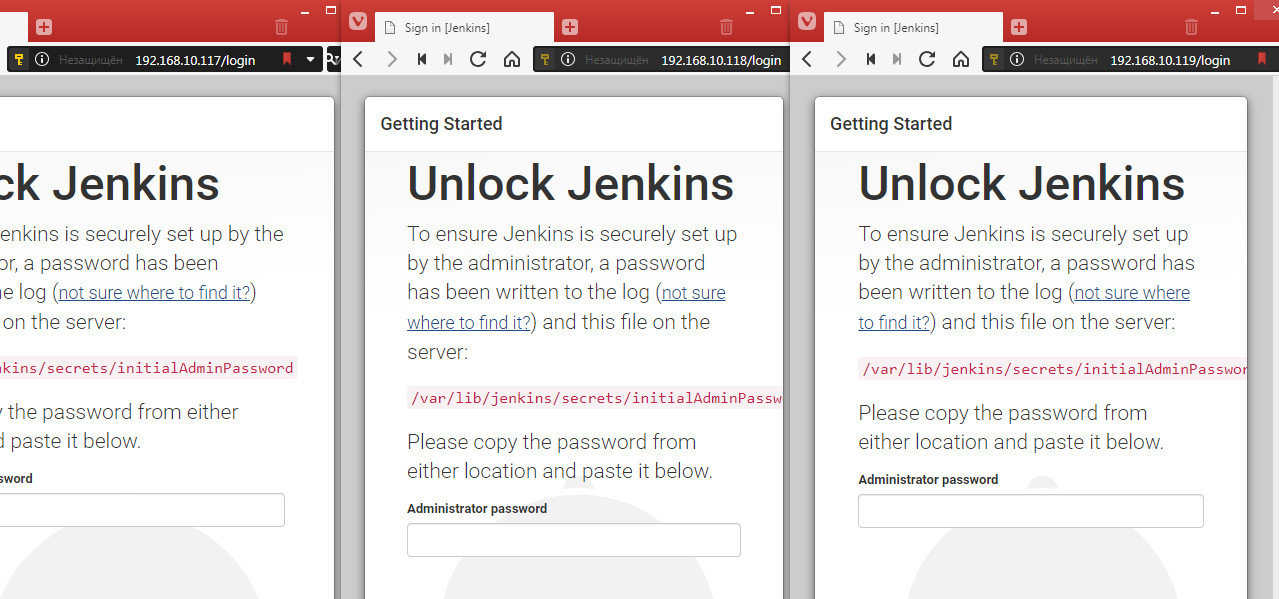 Незащищён 192.168.10.117/login
ck Jenkins
enkins is securely set up by the
or, a password has been
e log (not sure where to find it?)
on the server:
nkins/secrets/initialAdminPassword
y the password from either
d paste it below.
sword
Sign in [Jenkins]
Незащищён 192.168.10.118/login
Getting Started
Unlock Jenkins
To ensure Jenkins is securely set up
by the administrator, a password
has been written to the log (not sure
where to find it?) and this file on the
server:
/var/lib/jenkins/secrets/initialAdminPassw
Please copy the password from
either location and paste it below.
Administrator password
Sign in [Jenkins]
Незащищён 192.168.10.119/login
Getting Started
Unlock Jenkins
To ensure Jenkins is securely set up
by the administrator, a password has
been written to the log (not sure where
to find it?) and this file on the server:
/var/lib/jenkins/secrets/initialAdminPasswor
Please copy the password from
either location and paste it below.
Administrator password